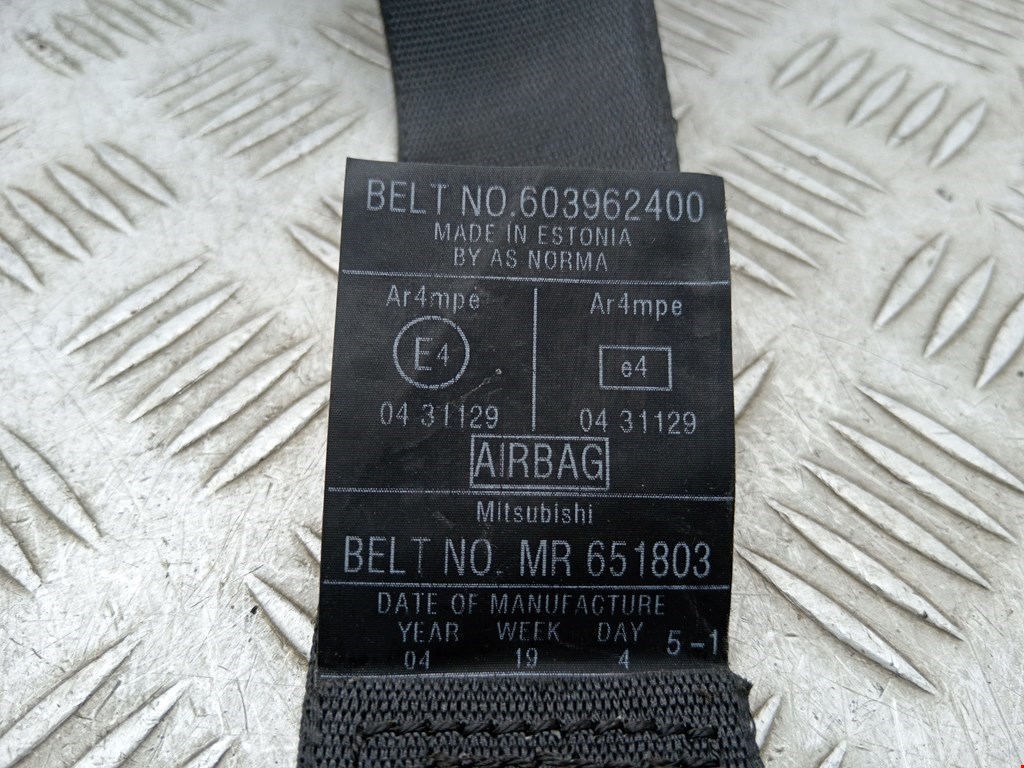 BELT NO.603962400
MADE IN ESTONIA
BY AS NORMA
Ar4mpe Ar4mpe
E4 e4
04 31129 04 31129
AIRBAG
Mitsubishi
BELT NO. MR 651803
DATE OF MANUFACTURE
YEAR WEEK DAY 5-1
04 19 4